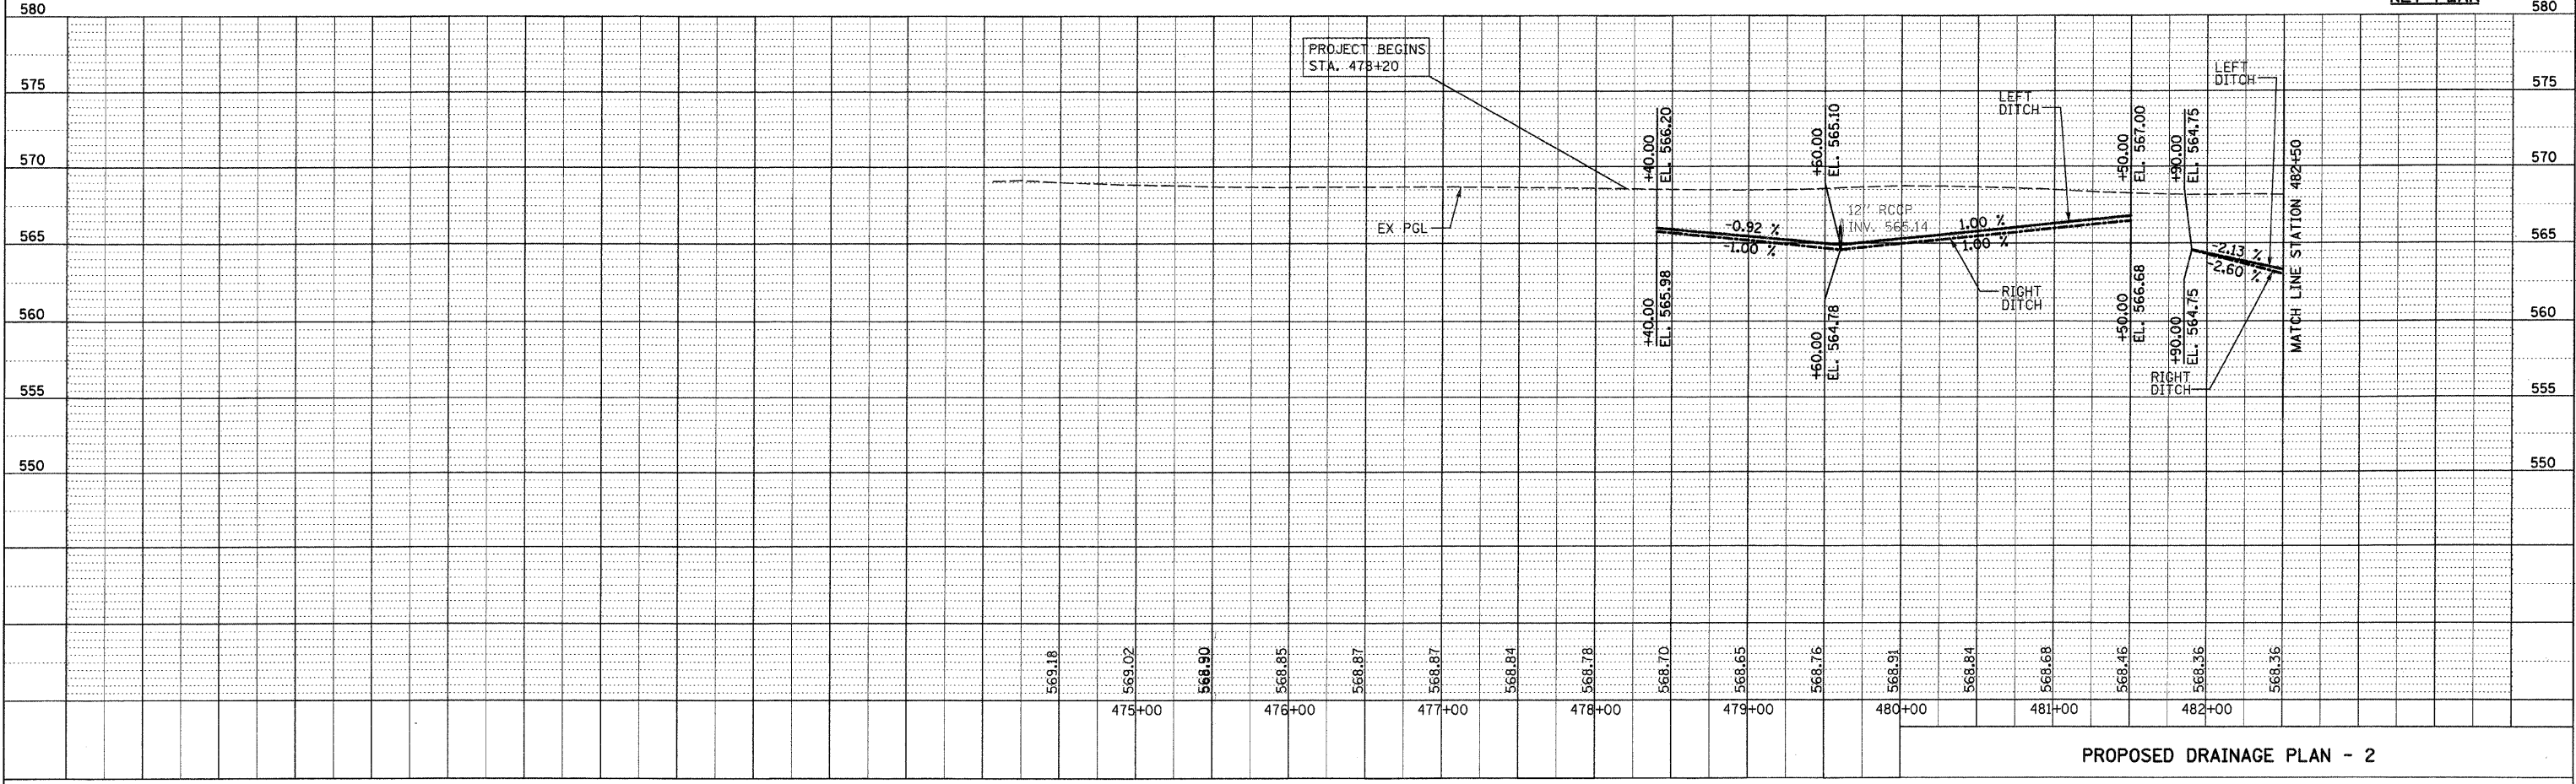 580
575
570
565
560
555
550
580
575
570
565
560
555
550
PROJECT BEGINS
STA. 478+20
EX PGL
+40.00
EL. 566.20
+40.00
EL. 565.98
-0.92 %
-1.00 %
+60.00
EL. 565.10
+60.00
EL. 564.78
12" RCCP
INV. 565.14
1.00 %
1.00 %
LEFT
DITCH
RIGHT
DITCH
+50.00
EL. 567.00
+50.00
EL. 566.68
+90.00
EL. 564.75
+90.00
EL. 564.75
LEFT
DITCH
-2.13 %
-2.60 %
RIGHT
DITCH
MATCH LINE STATION 482+50
569.18
569.02
568.90
568.85
568.87
568.87
568.84
568.78
568.70
568.65
568.76
568.91
568.84
568.68
568.46
568.36
568.36
475+00
476+00
477+00
478+00
479+00
480+00
481+00
482+00
PROPOSED DRAINAGE PLAN - 2